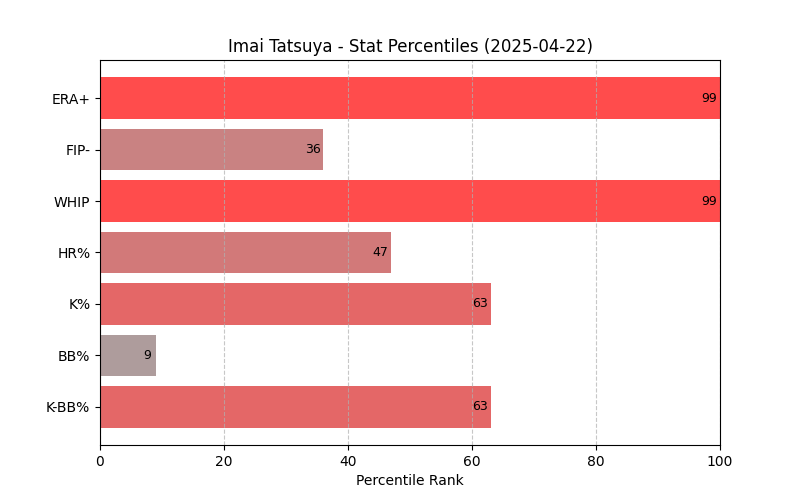 Imai Tatsuya - Stat Percentiles (2025-04-22)
ERA+ 99
FIP- 36
WHIP 99
HR% 47
K% 63
BB% 9
K-BB% 63
0 20 40 60 80 100
Percentile Rank